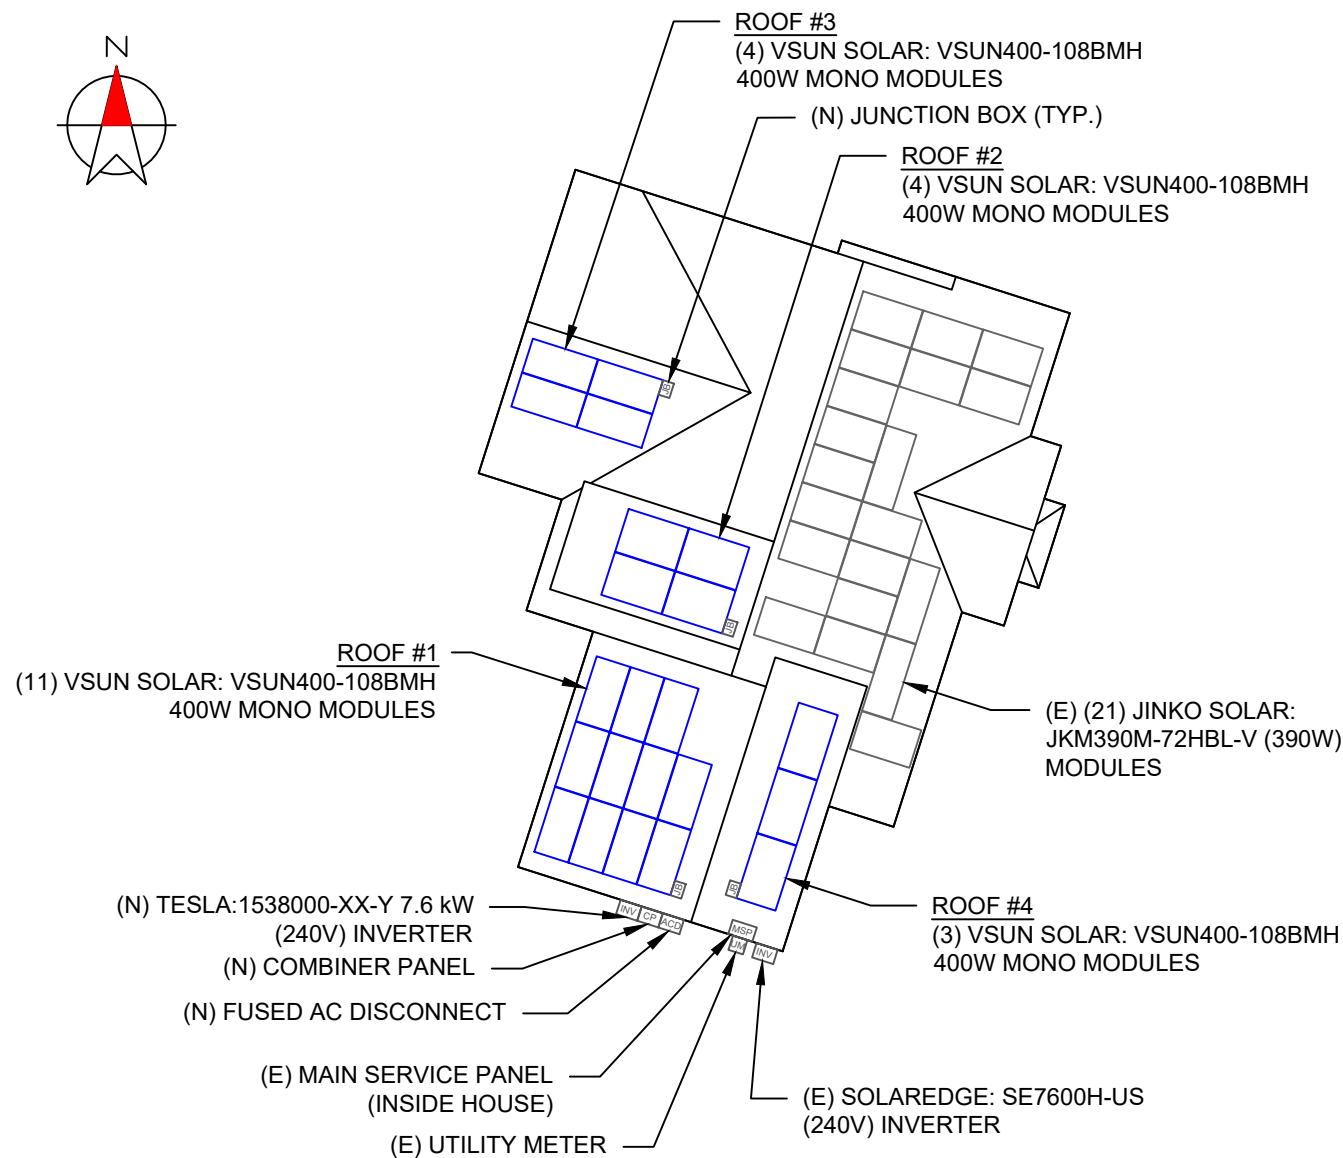 N
ROOF #3
(4) VSUN SOLAR: VSUN400-108BMH
400W MONO MODULES
(N) JUNCTION BOX (TYP.)
ROOF #2
(4) VSUN SOLAR: VSUN400-108BMH
400W MONO MODULES
JB
JB
ROOF #1
(11) VSUN SOLAR: VSUN400-108BMH
400W MONO MODULES
(E) (21) JINKO SOLAR:
JKM390M-72HBL-V (390W)
MODULES
JB
JB
(N) TESLA:1538000-XX-Y 7.6 kW
(240V) INVERTER
INV
CP
ACD
MSP
UM
INV
ROOF #4
(3) VSUN SOLAR: VSUN400-108BMH
400W MONO MODULES
(N) COMBINER PANEL
(N) FUSED AC DISCONNECT
(E) MAIN SERVICE PANEL
(INSIDE HOUSE)
(E) SOLAREDGE: SE7600H-US
(240V) INVERTER
(E) UTILITY METER